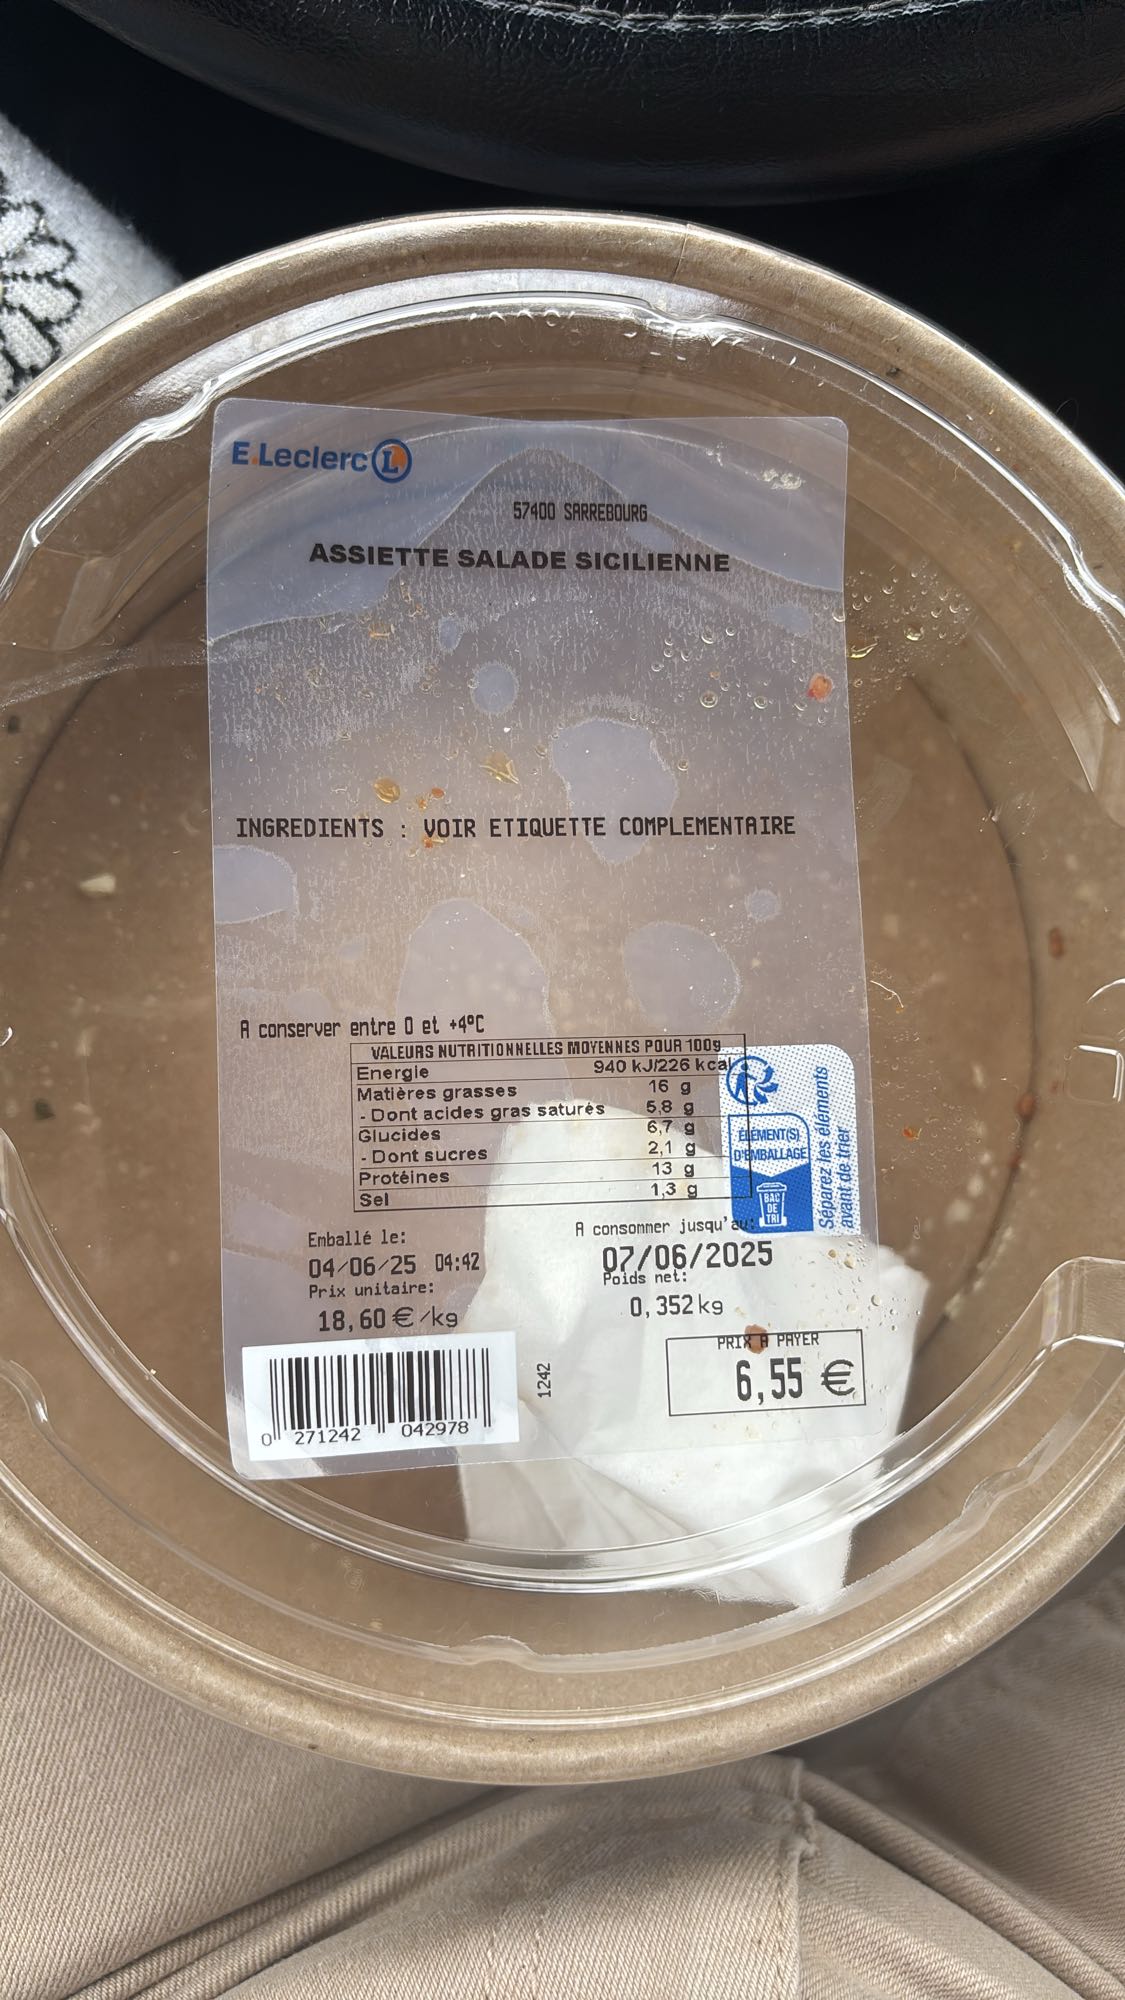 E.Leclerc L
57400 SARREBOURG
ASSIETTE SALADE SICILIENNE
INGREDIENTS : VOIR ETIQUETTE COMPLEMENTAIRE
A conserver entre 0 et +4°C
VALEURS NUTRITIONNELLES MOYENNES POUR 100g
Energie 940 kJ/226 kcal
Matières grasses 16 g
- Dont acides gras saturés 5,8 g
Glucides 6,7 g
- Dont sucres 2,1 g
Protéines 13 g
Sel 1,3 g
ÉLÉMENT(S)
D'EMBALLAGE
BAC
DE
TRI
Séparez les éléments
avant de trier
Emballé le:
04/06/25 04:42
A consommer jusqu'au:
07/06/2025
Prix unitaire:
18,60 €/kg
Poids net:
0,352kg
PRIX A PAYER
6,55 €
1242
0 271242 042978